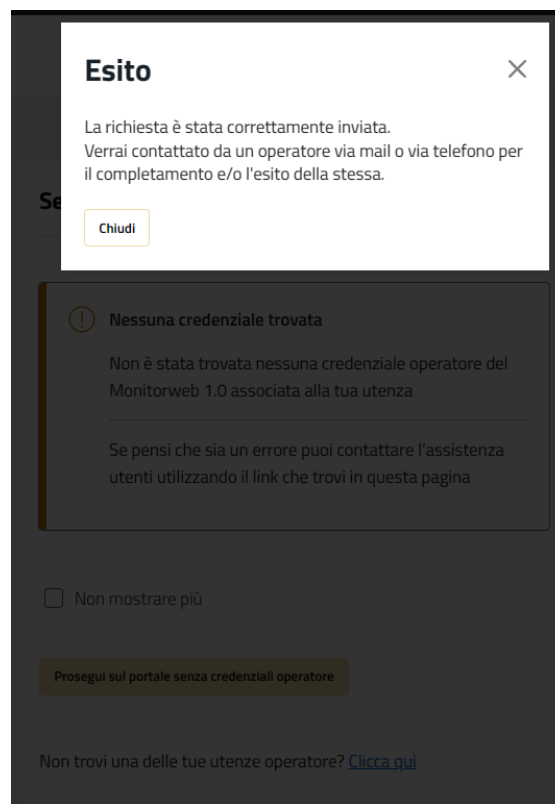 Esito
La richiesta è stata correttamente inviata.
Verrai contattato da un operatore via mail o via telefono per
il completamento e/o l'esito della stessa.
Se
Chiudi
Nessuna credenziale trovata
Non è stata trovata nessuna credenziale operatore del
Monitorweb 1.0 associata alla tua utenza
Se pensi che sia un errore puoi contattare l'assistenza
utenti utilizzando il link che trovi in questa pagina
Non mostrare più
Prosegui sul portale senza credenziali operatore
Non trovi una delle tue utenze operatore? Clicca qui